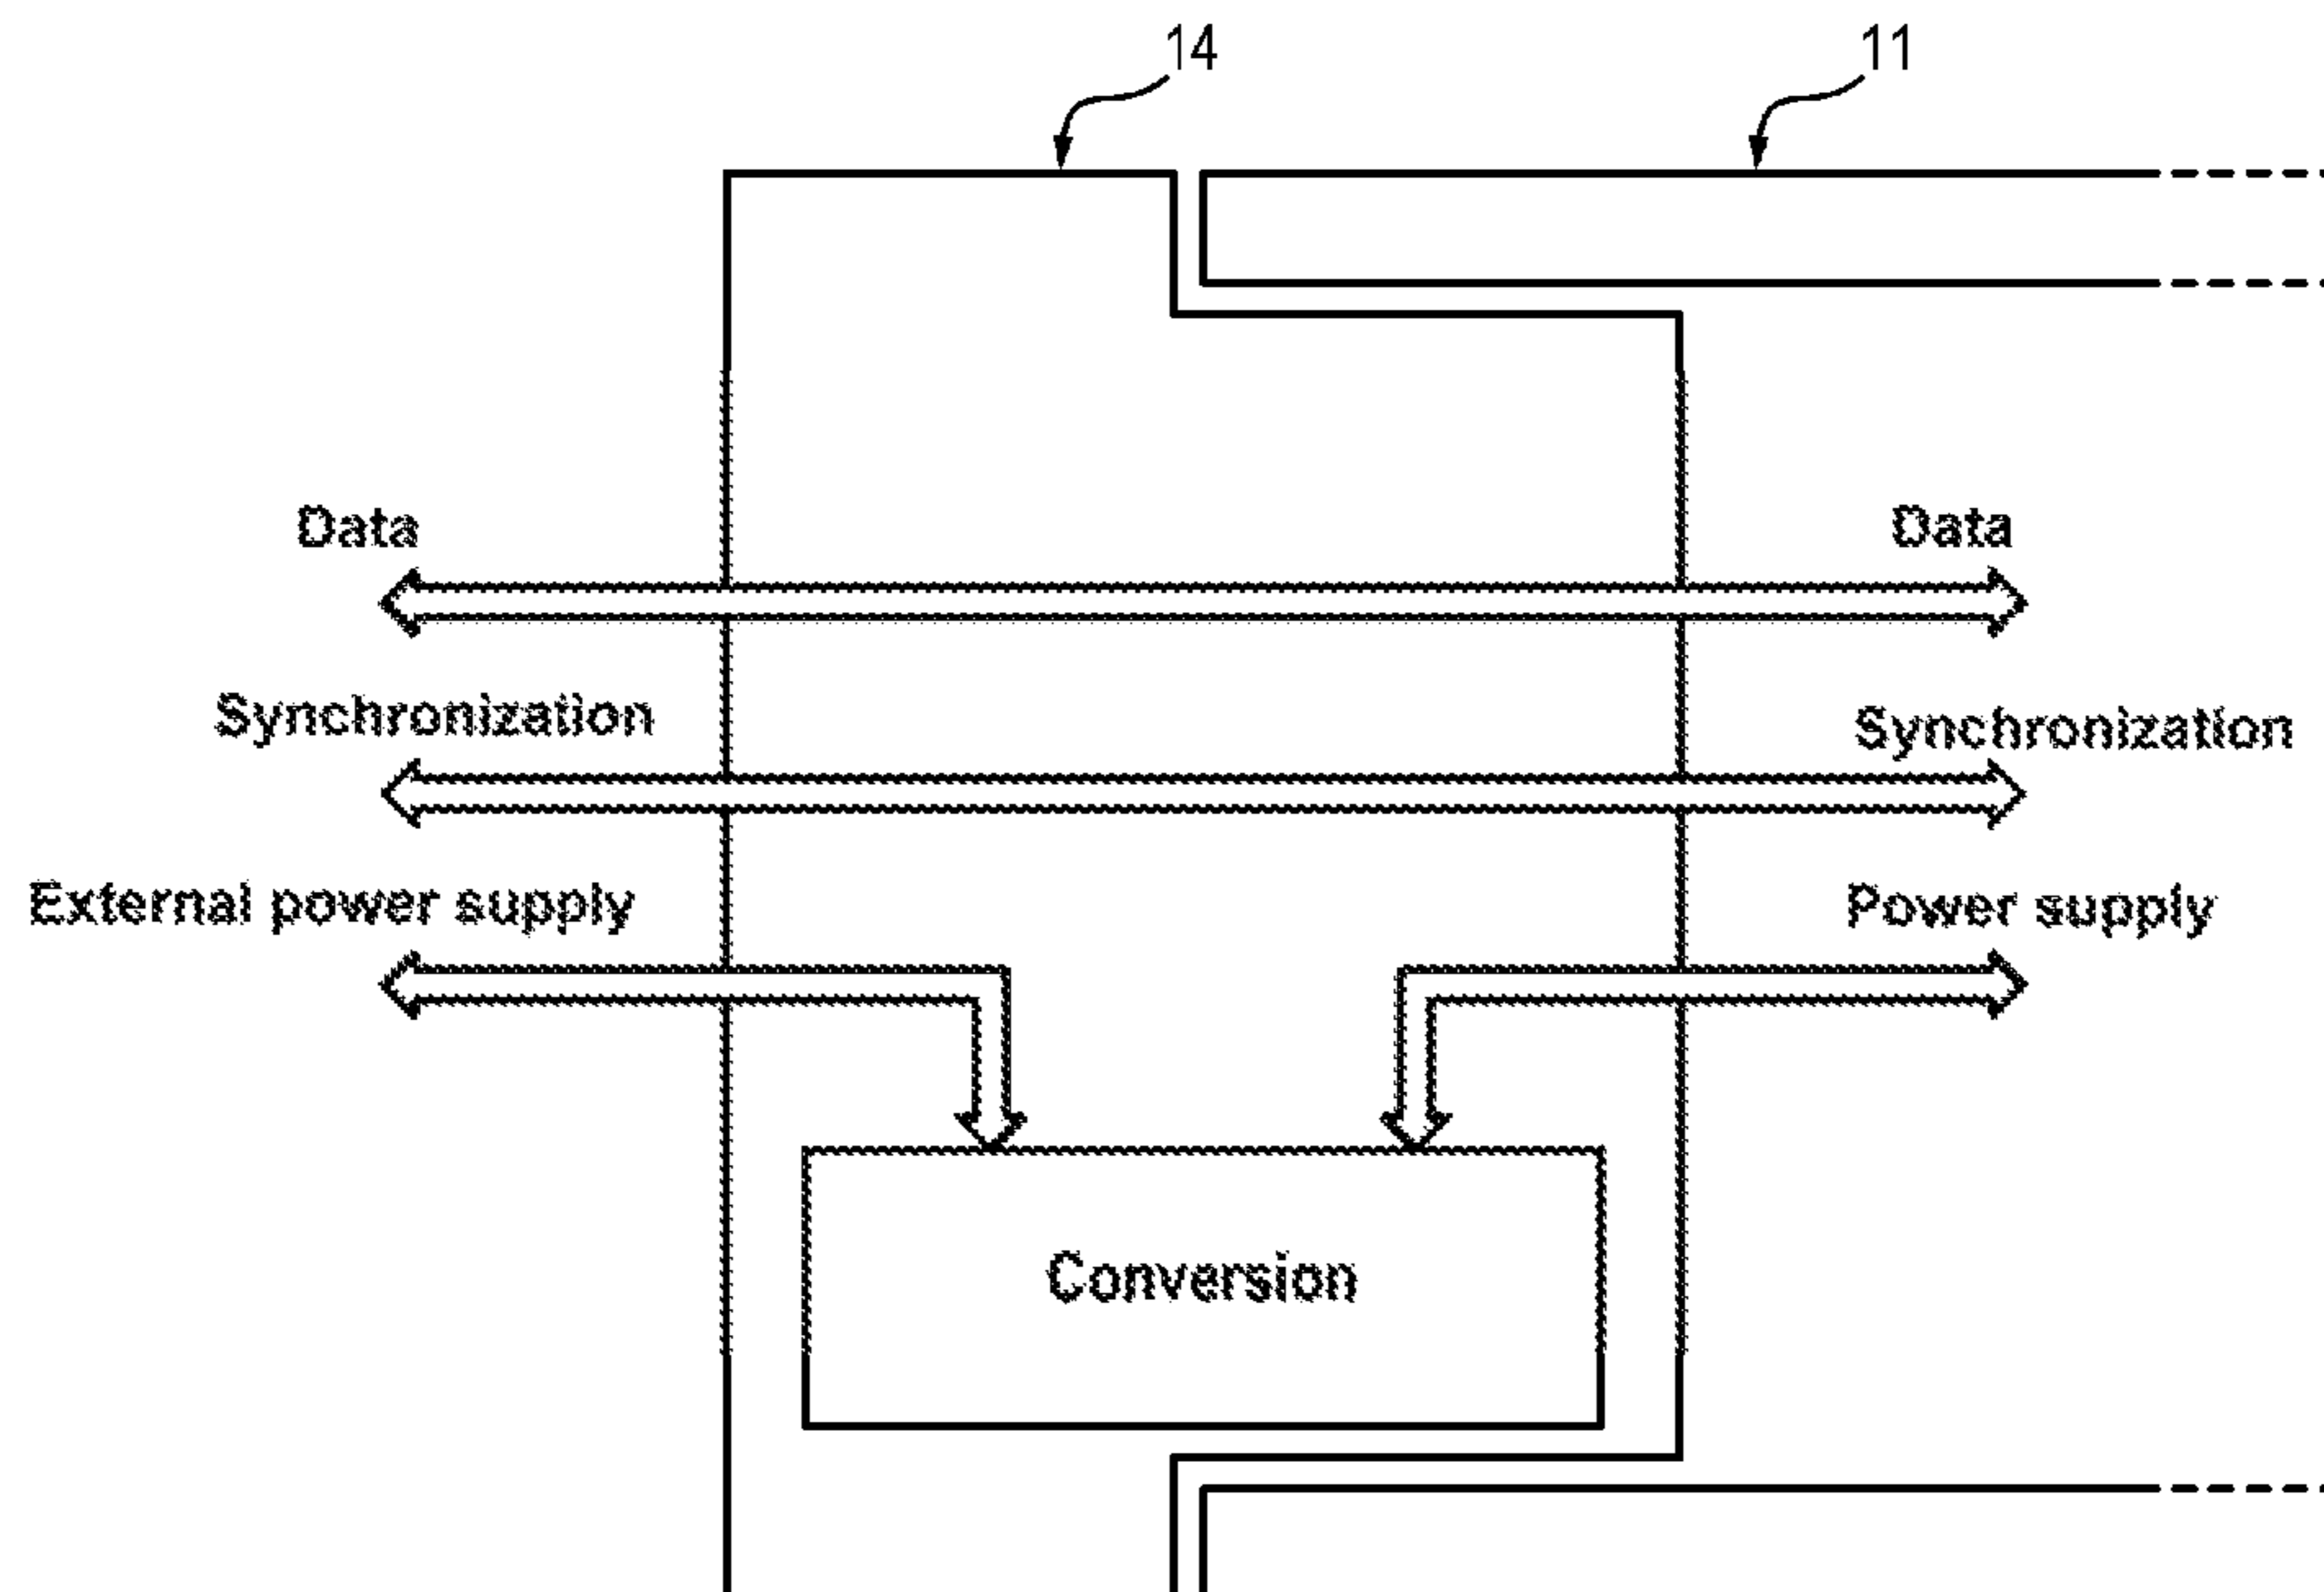 14
11
Data
Data
Synchronization
Synchronization
External power supply
Power supply
Conversion